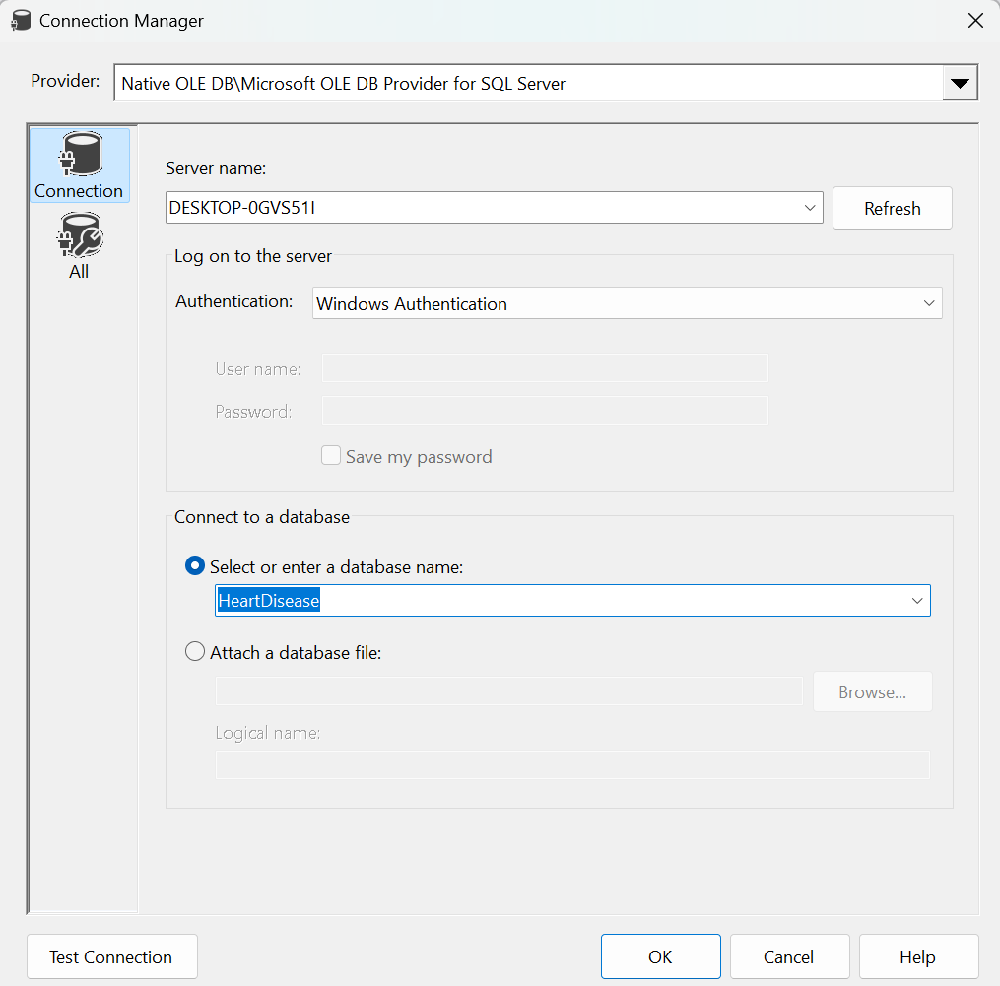 Connection Manager
Provider: Native OLE DB\Microsoft OLE DB Provider for SQL Server
Connection
All
Server name:
DESKTOP-0GVS51I
Refresh
Log on to the server
Authentication: Windows Authentication
User name:
Password:
Save my password
Connect to a database
Select or enter a database name:
HeartDisease
Attach a database file:
Browse...
Logical name:
Test Connection
OK
Cancel
Help